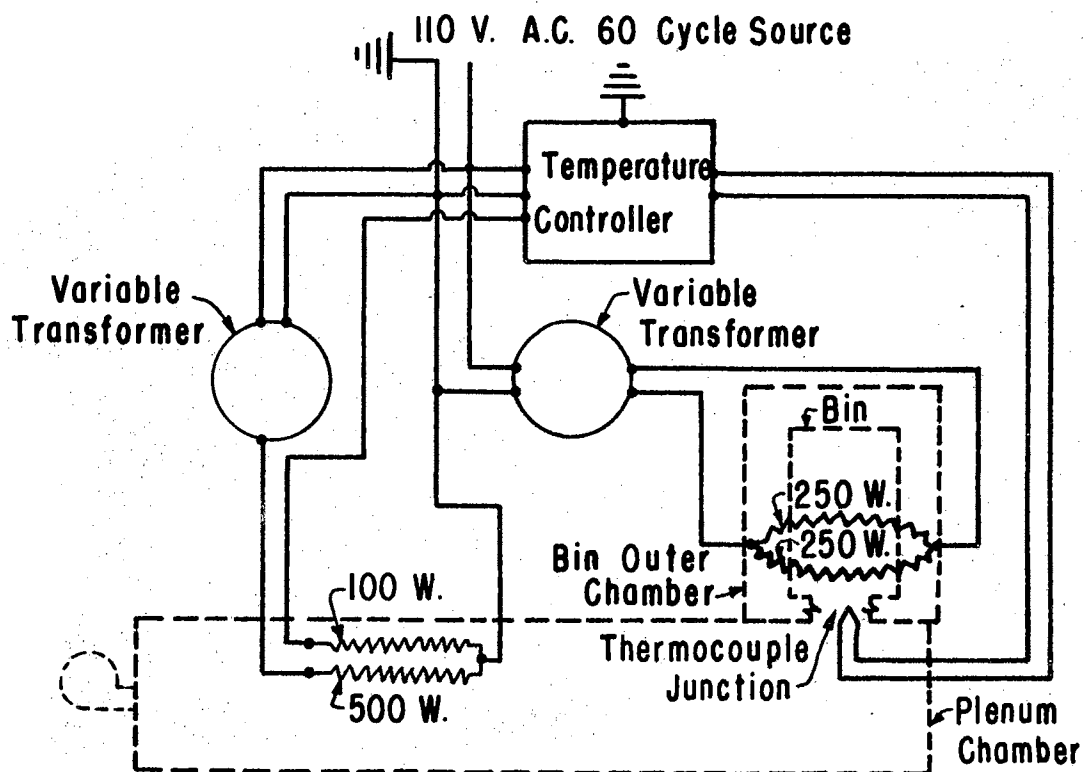 110 V. A.C. 60 Cycle Source
Temperature
Controller
Variable
Transformer
Variable
Transformer
Bin
250 W.
250 W.
Bin Outer
Chamber
100 W.
500 W.
Thermocouple
Junction
Plenum
Chamber